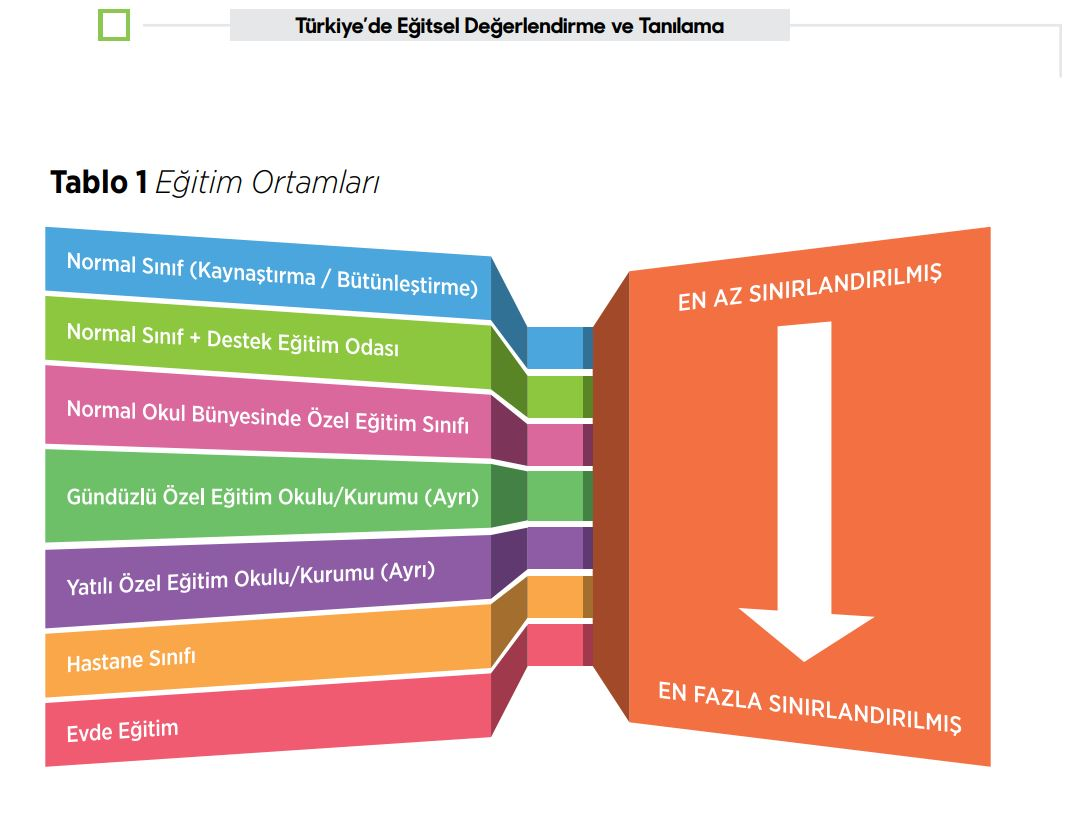 Türkiye'de Eğitsel Değerlendirme ve Tanılama
Tablo 1 Eğitim Ortamları
Normal Sınıf (Kaynaştırma / Bütünleştirme)
Normal Sınıf + Destek Eğitim Odası
Normal Okul Bünyesinde Özel Eğitim Sınıfı
Gündüzlü Özel Eğitim Okulu/Kurumu (Ayrı)
Yatılı Özel Eğitim Okulu/Kurumu (Ayrı)
Hastane Sınıfı
Evde Eğitim
EN AZ SINIRLANDIRILMIŞ
EN FAZLA SINIRLANDIRILMIŞ